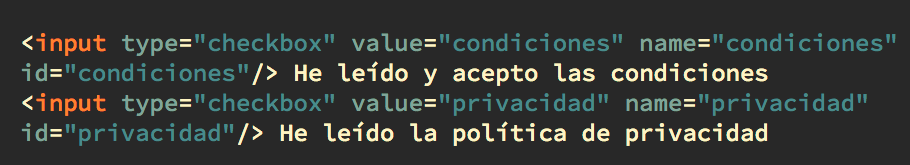 <input type="checkbox" value="condiciones" name="condiciones"
id="condiciones"/> He leído y acepto las condiciones
<input type="checkbox" value="privacidad" name="privacidad"
id="privacidad"/> He leído la política de privacidad